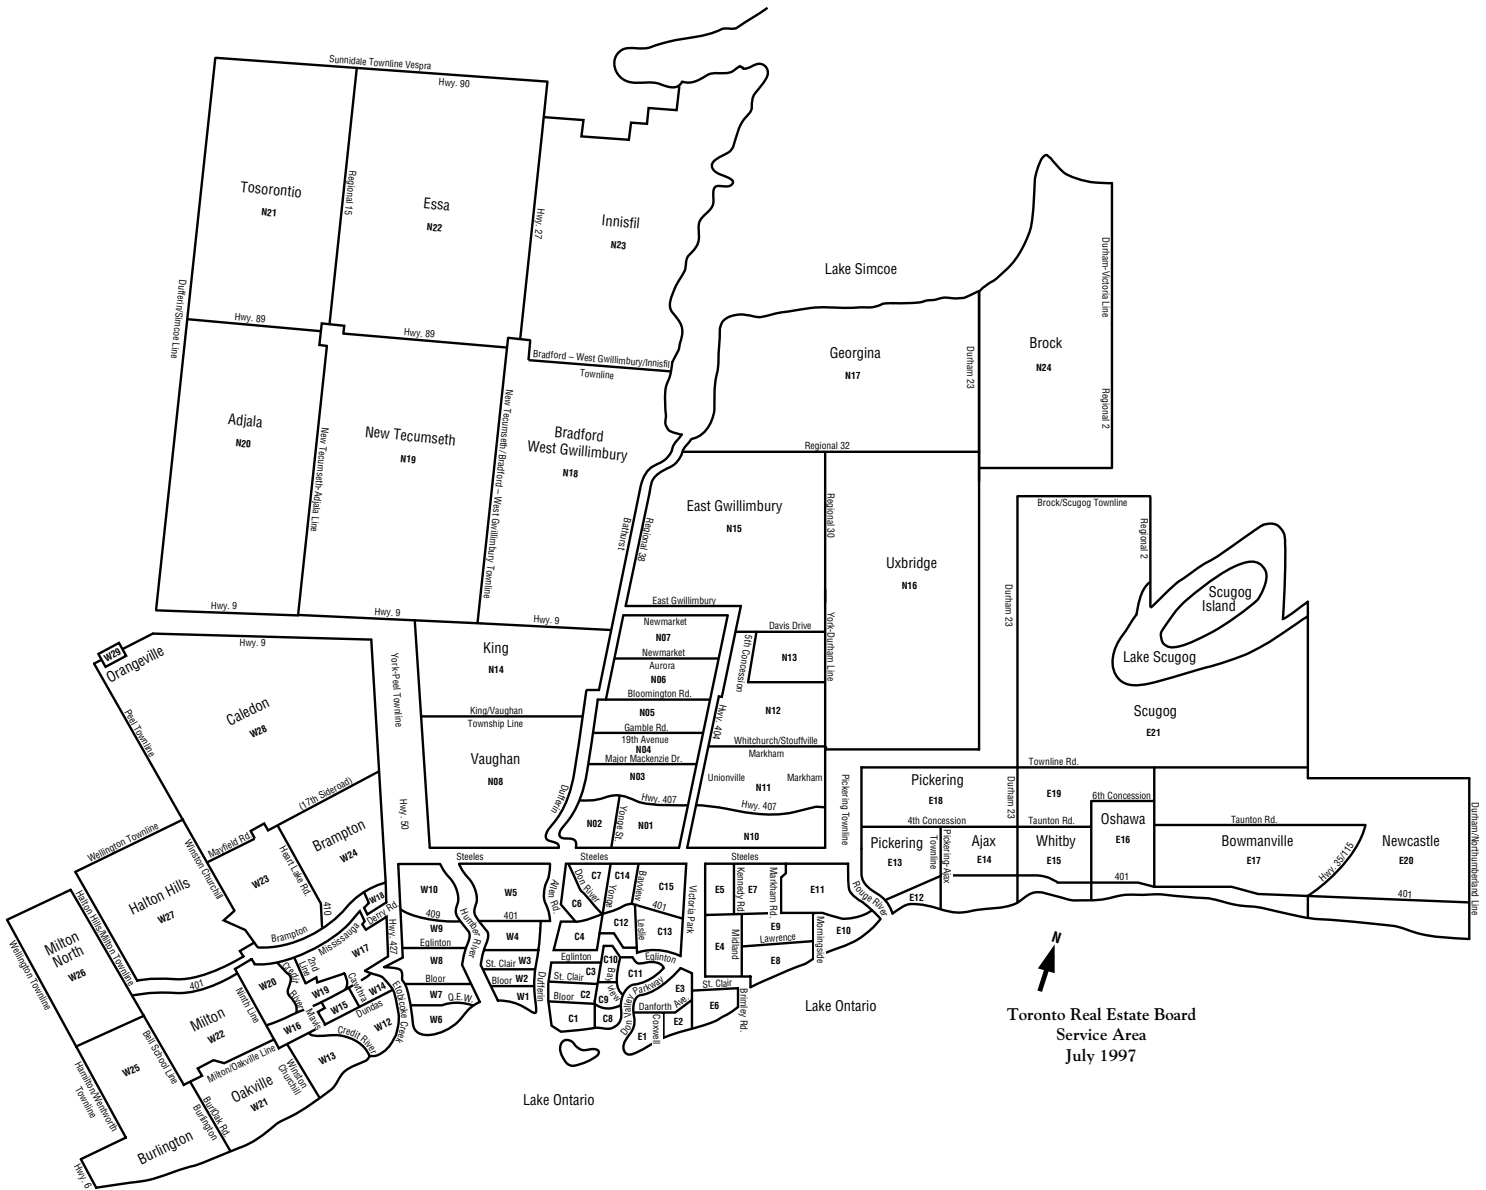 Sunnidale Townline Vespra
Hwy. 90
Tosorontio
N21
Regional 15
Essa
N22
Hwy. 27
Innisfil
N23
Lake Simcoe
Dufferin/Simcoe Line
Hwy. 89
Hwy. 89
Bradford – West Gwillimbury/Innisfil
Townline
Georgina
N17
Durham 23
Brock
N24
Durham-Victoria Line
Regional 2
Adjala
N20
New Tecumseth-Adjala Line
New Tecumseth
N19
New Tecumseth / Bradford – West Gwillimbury Townline
Bradford
West Gwillimbury
N18
Regional 32
Bathurst
Regional 38
East Gwillimbury
N15
Regional 30
Uxbridge
N16
York-Durham Line
Durham 23
Brock/Scugog Townline
Regional 2
Scugog
Island
Lake Scugog
Scugog
E21
Hwy. 9
Hwy. 9
Hwy. 9
Hwy. 9
W29
Orangeville
Peel Townline
Caledon
W28
York-Peel Townline
King
N14
King/Vaughan
Township Line
Vaughan
N08
Hwy. 50
Dufferin
East Gwillimbury
Newmarket
N07
Newmarket
Aurora
N06
Bloomington Rd.
N05
Gamble Rd.
19th Avenue
N04
Major Mackenzie Dr.
N03
Hwy. 407
N02
Yonge St.
N01
Davis Drive
5th Concession
N13
N12
Hwy. 404
Whitchurch/Stouffville
Markham
Unionville
Markham
N11
Hwy. 407
N10
Pickering Townline
Townline Rd.
Pickering
E18
Durham 23
E19
6th Concession
4th Concession
Taunton Rd.
Taunton Rd.
Pickering
E13
Pickering-Ajax
Townline
Ajax
E14
Whitby
E15
Oshawa
E16
Bowmanville
E17
Hwy. 35/115
Newcastle
E20
Durham/Northumberland Line
401
401
E12
Rouge River
(17th Sideroad)
Mayfield Rd.
Wellington Townline
Winston Churchill
Brampton
W24
Heart Lake Rd.
W23
410
Halton Hills
W27
Halton Hills/Milton Townline
Milton
North
W26
Wellington Townline
Brampton
Mississauga
W18
Detry Rd.
Hwy. 427
W17
2nd
Line
401
W20
Credit
River
W19
Cawthra
W14
W15
Mavis
Dundas
Ninth Line
W16
W12
Etobicoke Creek
Credit River
W13
Milton
W22
Bell School Line
Milton/Oakville Line
Winston
Churchill
Oakville
W21
BurlOak Rd.
Burlington
W25
Hamilton/Wentworth
Townline
Burlington
Hwy. 6
Steeles
Steeles
Steeles
W10
409
W9
Eglinton
W8
Bloor
W7
Q.E.W.
W6
Humber River
W5
401
W4
St. Clair
W3
Bloor
W2
W1
Allen Rd.
Dufferin
C7
Don River
C6
C14
Yonge
Bayview
C15
401
C12
Leslie
C13
C4
Victoria Park
Eglinton
C10
Eglinton
C3
St. Clair
Bayview
C11
Bloor
C2
C9
C1
C8
Don Valley
Parkway
E3
Danforth Ave.
E1
Coxwell
E2
St. Clair
E6
Brimley Rd.
E5
Kennedy Rd
E7
Markham Rd.
E11
E4
Midland
E9
Lawrence
E8
Morningside
E10
Lake Ontario
Lake Ontario
N
Toronto Real Estate Board
Service Area
July 1997